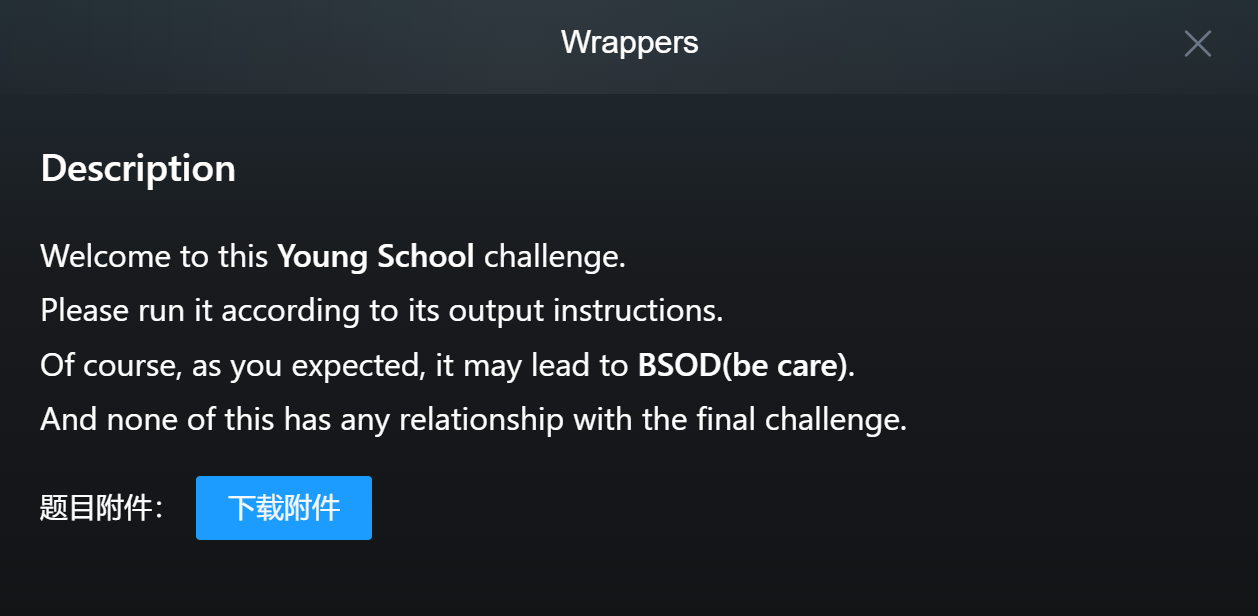 Wrappers
Description
Welcome to this Young School challenge.
Please run it according to its output instructions.
Of course, as you expected, it may lead to BSOD(be care).
And none of this has any relationship with the final challenge.
题目附件： 下载附件